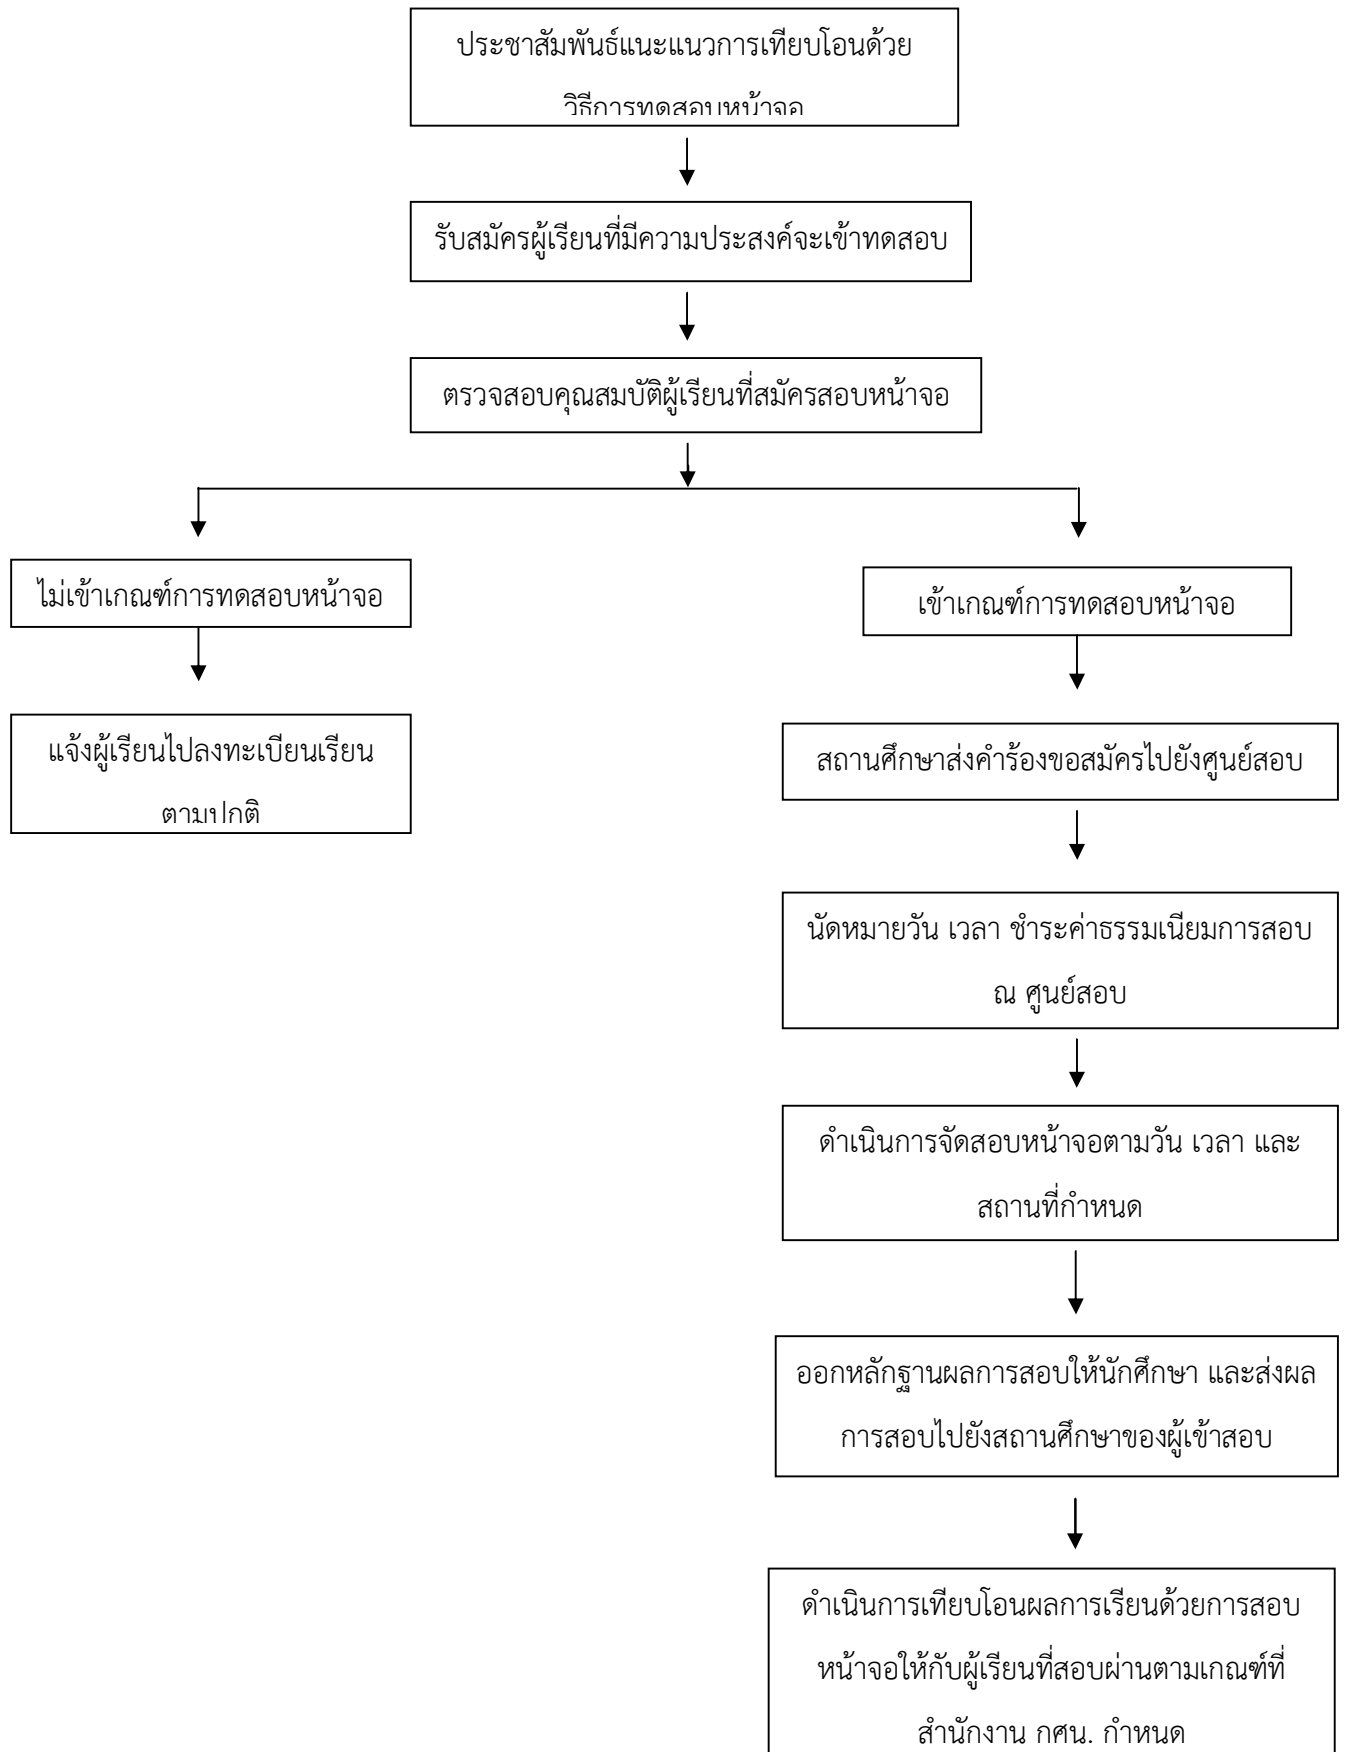 ประชาสัมพันธ์แนะแนวการเทียบโอนด้วย
วิธีการทดสอบหน้าจอ
รับสมัครผู้เรียนที่มีความประสงค์จะเข้าทดสอบ
ตรวจสอบคุณสมบัติผู้เรียนที่สมัครสอบหน้าจอ
ไม่เข้าเกณฑ์การทดสอบหน้าจอ
แจ้งผู้เรียนไปลงทะเบียนเรียน
ตามปกติ
เข้าเกณฑ์การทดสอบหน้าจอ
สถานศึกษาส่งคำร้องขอสมัครไปยังศูนย์สอบ
นัดหมายวัน เวลา ชำระค่าธรรมเนียมการสอบ
ณ ศูนย์สอบ
ดำเนินการจัดสอบหน้าจอตามวัน เวลา และ
สถานที่กำหนด
ออกหลักฐานผลการสอบให้นักศึกษา และส่งผล
การสอบไปยังสถานศึกษาของผู้เข้าสอบ
ดำเนินการเทียบโอนผลการเรียนด้วยการสอบ
หน้าจอให้กับผู้เรียนที่สอบผ่านตามเกณฑ์ที่
สำนักงาน กศน. กำหนด